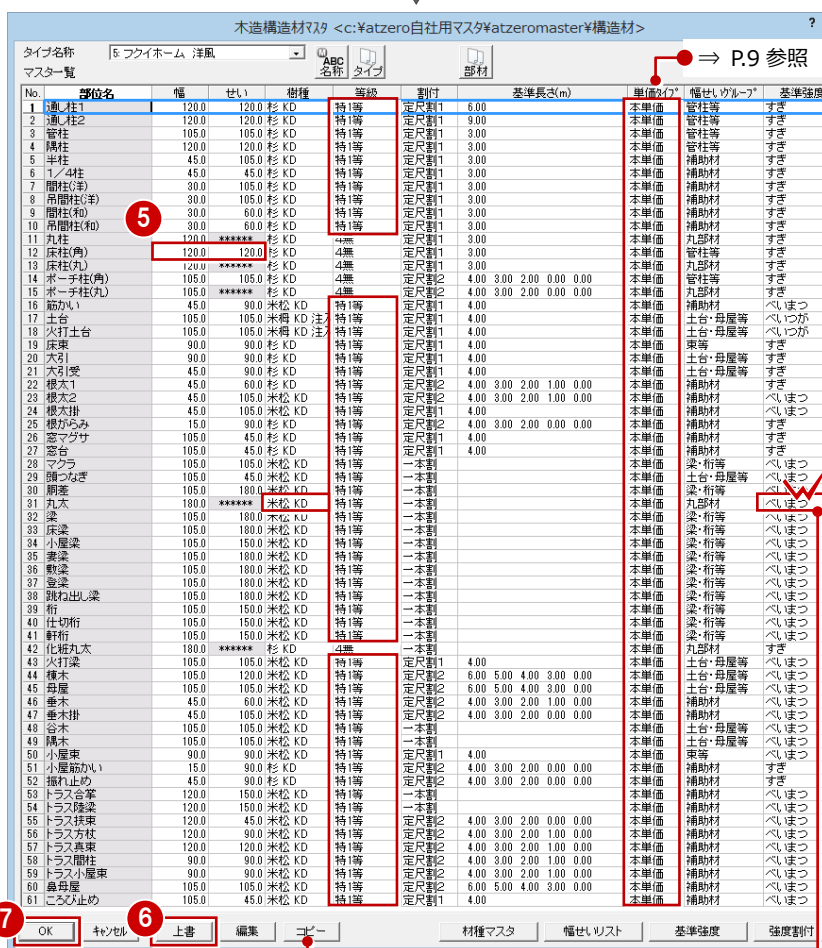 木造構造材ﾏｽﾀ <c:¥atzero自社用マスタ¥atzeromaster¥構造材> ?
タイプ名称 5: フクイホーム 洋風 ABC名称 タイプ 部材 ⇒ P.9 参照
マスター覧
No. 部位名 幅 せい 樹種 等級 割付 基準長さ(m) 単価ﾀｲﾌﾟ 幅せいｸﾞﾙｰﾌﾟ 基準強度
1 通し柱1 120.0 120.0 杉 KD 特1等 定尺割1 6.00 本単価 管柱等 すぎ
2 通し柱2 120.0 120.0 杉 KD 特1等 定尺割1 9.00 本単価 管柱等 すぎ
3 管柱 105.0 105.0 杉 KD 特1等 定尺割1 3.00 本単価 管柱等 すぎ
4 隅柱 120.0 120.0 杉 KD 特1等 定尺割1 3.00 本単価 管柱等 すぎ
5 半柱 45.0 105.0 杉 KD 特1等 定尺割1 3.00 本単価 補助材 すぎ
6 1／4柱 45.0 45.0 杉 KD 特1等 定尺割1 3.00 本単価 補助材 すぎ
7 間柱(洋) 30.0 105.0 杉 KD 特1等 定尺割1 3.00 本単価 補助材 すぎ
8 吊間柱(洋) 30.0 105.0 杉 KD 特1等 定尺割1 3.00 本単価 補助材 すぎ
9 間柱(和) 30.0 60.0 杉 KD 特1等 定尺割1 3.00 本単価 補助材 すぎ
10 吊間柱(和) 30.0 60.0 杉 KD 特1等 定尺割1 3.00 本単価 補助材 すぎ
5
11 丸柱 120.0 ****** 杉 KD 4無 定尺割1 3.00 本単価 丸部材 すぎ
12 床柱(角) 120.0 120.0 杉 KD 4無 定尺割1 3.00 本単価 管柱等 すぎ
13 床柱(丸) 120.0 ****** 杉 KD 4無 定尺割1 3.00 本単価 丸部材 すぎ
14 ポーチ柱(角) 105.0 105.0 杉 KD 4無 定尺割2 4.00 3.00 2.00 0.00 0.00 本単価 管柱等 すぎ
15 ポーチ柱(丸) 105.0 ****** 杉 KD 4無 定尺割2 4.00 3.00 2.00 0.00 0.00 本単価 丸部材 すぎ
16 筋かい 45.0 90.0 米松 KD 特1等 定尺割1 4.00 本単価 補助材 べいまつ
17 土台 105.0 105.0 米栂 KD 注入 特1等 定尺割1 4.00 本単価 土台･母屋等 べいつが
18 火打土台 105.0 105.0 米栂 KD 注入 特1等 定尺割1 4.00 本単価 土台･母屋等 べいつが
19 床束 90.0 90.0 杉 KD 特1等 定尺割1 4.00 本単価 束等 すぎ
20 大引 90.0 90.0 杉 KD 特1等 定尺割1 4.00 本単価 土台･母屋等 すぎ
21 大引受 45.0 90.0 杉 KD 特1等 定尺割1 4.00 本単価 土台･母屋等 すぎ
22 根太1 45.0 60.0 杉 KD 特1等 定尺割2 4.00 3.00 2.00 1.00 0.00 本単価 補助材 すぎ
23 根太2 45.0 105.0 米松 KD 特1等 定尺割2 4.00 3.00 2.00 1.00 0.00 本単価 補助材 べいまつ
24 根太掛 45.0 105.0 米松 KD 特1等 定尺割1 4.00 本単価 補助材 べいまつ
25 根がらみ 15.0 90.0 杉 KD 特1等 定尺割2 4.00 3.00 2.00 0.00 0.00 本単価 補助材 すぎ
26 窓マグサ 105.0 45.0 杉 KD 特1等 定尺割1 4.00 本単価 補助材 すぎ
27 窓台 105.0 45.0 杉 KD 特1等 定尺割1 4.00 本単価 補助材 すぎ
28 マクラ 105.0 105.0 米松 KD 特1等 一本割 本単価 梁･桁等 べいまつ
29 頭つなぎ 105.0 45.0 米松 KD 特1等 一本割 本単価 土台･母屋等 べいまつ
30 胴差 105.0 180.0 米松 KD 特1等 一本割 本単価 梁･桁等 べいまつ
31 丸太 180.0 ****** 米松 KD 特1等 一本割 本単価 丸部材 べいまつ
32 梁 105.0 180.0 米松 KD 特1等 一本割 本単価 梁･桁等 べいまつ
33 床梁 105.0 180.0 米松 KD 特1等 一本割 本単価 梁･桁等 べいまつ
34 小屋梁 105.0 150.0 米松 KD 特1等 一本割 本単価 梁･桁等 べいまつ
35 妻梁 105.0 180.0 米松 KD 特1等 一本割 本単価 梁･桁等 べいまつ
36 敷梁 105.0 180.0 米松 KD 特1等 一本割 本単価 梁･桁等 べいまつ
37 登梁 105.0 180.0 米松 KD 特1等 一本割 本単価 梁･桁等 べいまつ
38 跳ね出し梁 105.0 180.0 米松 KD 特1等 一本割 本単価 梁･桁等 べいまつ
39 桁 105.0 150.0 米松 KD 特1等 一本割 本単価 梁･桁等 べいまつ
40 仕切桁 105.0 150.0 米松 KD 特1等 一本割 本単価 梁･桁等 べいまつ
41 軒桁 105.0 150.0 米松 KD 特1等 一本割 本単価 梁･桁等 べいまつ
42 化粧丸太 180.0 ****** 杉 KD 4無 一本割 本単価 丸部材 すぎ
43 火打梁 105.0 105.0 米松 KD 特1等 定尺割1 4.00 本単価 土台･母屋等 べいまつ
44 棟木 105.0 120.0 米松 KD 特1等 定尺割2 6.00 5.00 4.00 3.00 0.00 本単価 土台･母屋等 べいまつ
45 母屋 105.0 105.0 米松 KD 特1等 定尺割2 6.00 5.00 4.00 3.00 0.00 本単価 土台･母屋等 べいまつ
46 垂木 45.0 60.0 米松 KD 特1等 定尺割2 4.00 3.00 2.00 1.00 0.00 本単価 補助材 べいまつ
47 垂木掛 45.0 105.0 米松 KD 特1等 定尺割2 4.00 3.00 2.00 0.00 0.00 本単価 補助材 べいまつ
48 谷木 105.0 105.0 米松 KD 特1等 一本割 本単価 土台･母屋等 べいまつ
49 隅木 105.0 105.0 米松 KD 特1等 一本割 本単価 土台･母屋等 べいまつ
50 小屋束 90.0 90.0 米松 KD 特1等 定尺割1 4.00 本単価 束等 べいまつ
51 小屋筋かい 15.0 90.0 杉 KD 特1等 定尺割2 4.00 3.00 2.00 0.00 0.00 本単価 補助材 すぎ
52 振れ止め 45.0 90.0 杉 KD 特1等 定尺割2 4.00 3.00 2.00 0.00 0.00 本単価 補助材 すぎ
53 トラス合掌 120.0 150.0 米松 KD 特1等 一本割 本単価 補助材 べいまつ
54 トラス陸梁 120.0 150.0 米松 KD 特1等 一本割 本単価 補助材 べいまつ
55 トラス挟束 120.0 45.0 米松 KD 特1等 定尺割2 4.00 3.00 2.00 0.00 0.00 本単価 補助材 べいまつ
56 トラス方杖 120.0 90.0 米松 KD 特1等 定尺割2 4.00 3.00 2.00 1.00 0.00 本単価 補助材 べいまつ
57 トラス真束 120.0 120.0 米松 KD 特1等 定尺割2 4.00 3.00 2.00 1.00 0.00 本単価 補助材 べいまつ
58 トラス間柱 90.0 90.0 米松 KD 特1等 定尺割2 4.00 3.00 2.00 1.00 0.00 本単価 補助材 べいまつ
59 トラス小屋束 90.0 90.0 米松 KD 特1等 定尺割2 4.00 3.00 2.00 1.00 0.00 本単価 補助材 べいまつ
60 鼻母屋 105.0 105.0 米松 KD 特1等 定尺割2 6.00 5.00 4.00 3.00 0.00 本単価 補助材 べいまつ
61 ころび止め 105.0 45.0 米松 KD 特1等 定尺割1 4.00 本単価 補助材 べいまつ
7 OK ｷｬﾝｾﾙ 6 上書 編集 コピー 材種マスタ 幅せいリスト 基準強度 強度割付